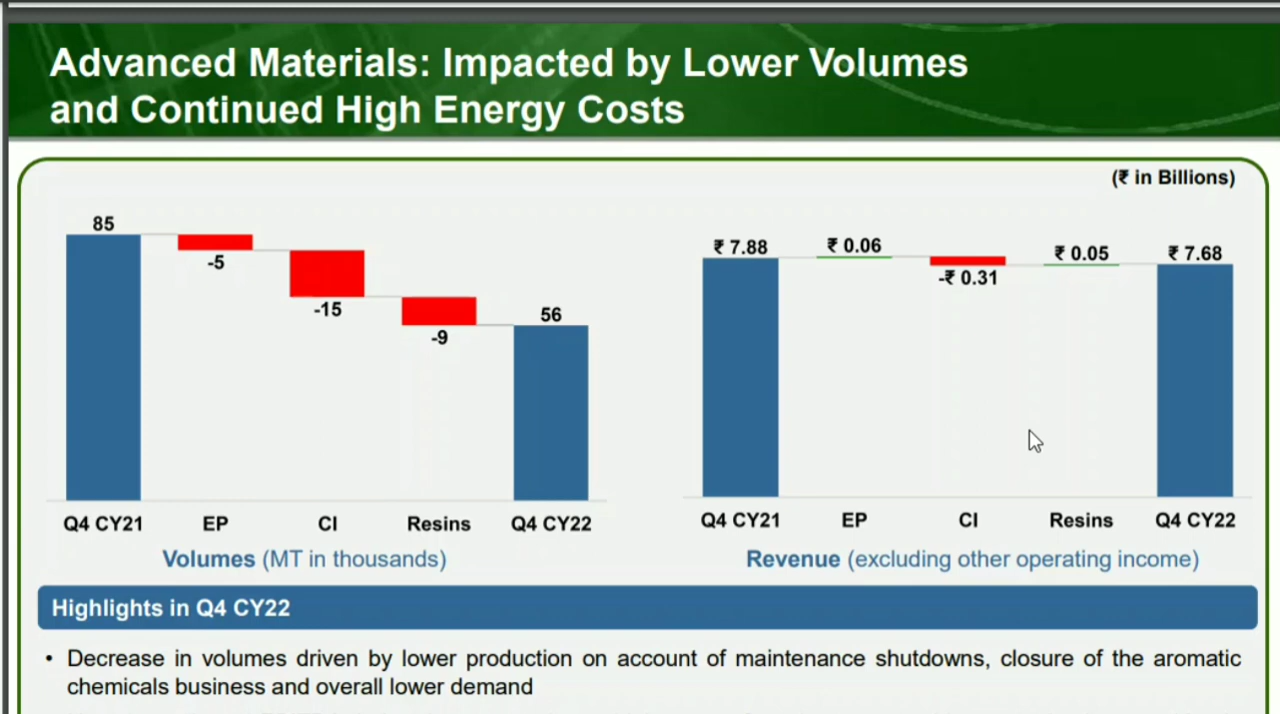 Advanced Materials: Impacted by Lower Volumes
and Continued High Energy Costs
(₹ in Billions)
85
-5
-15
-9
56
Q4 CY21
EP
CI
Resins
Q4 CY22
Volumes (MT in thousands)
₹ 7.88
₹ 0.06
-₹ 0.31
₹ 0.05
₹ 7.68
Q4 CY21
EP
CI
Resins
Q4 CY22
Revenue (excluding other operating income)
Highlights in Q4 CY22
• Decrease in volumes driven by lower production on account of maintenance shutdowns, closure of the aromatic
chemicals business and overall lower demand